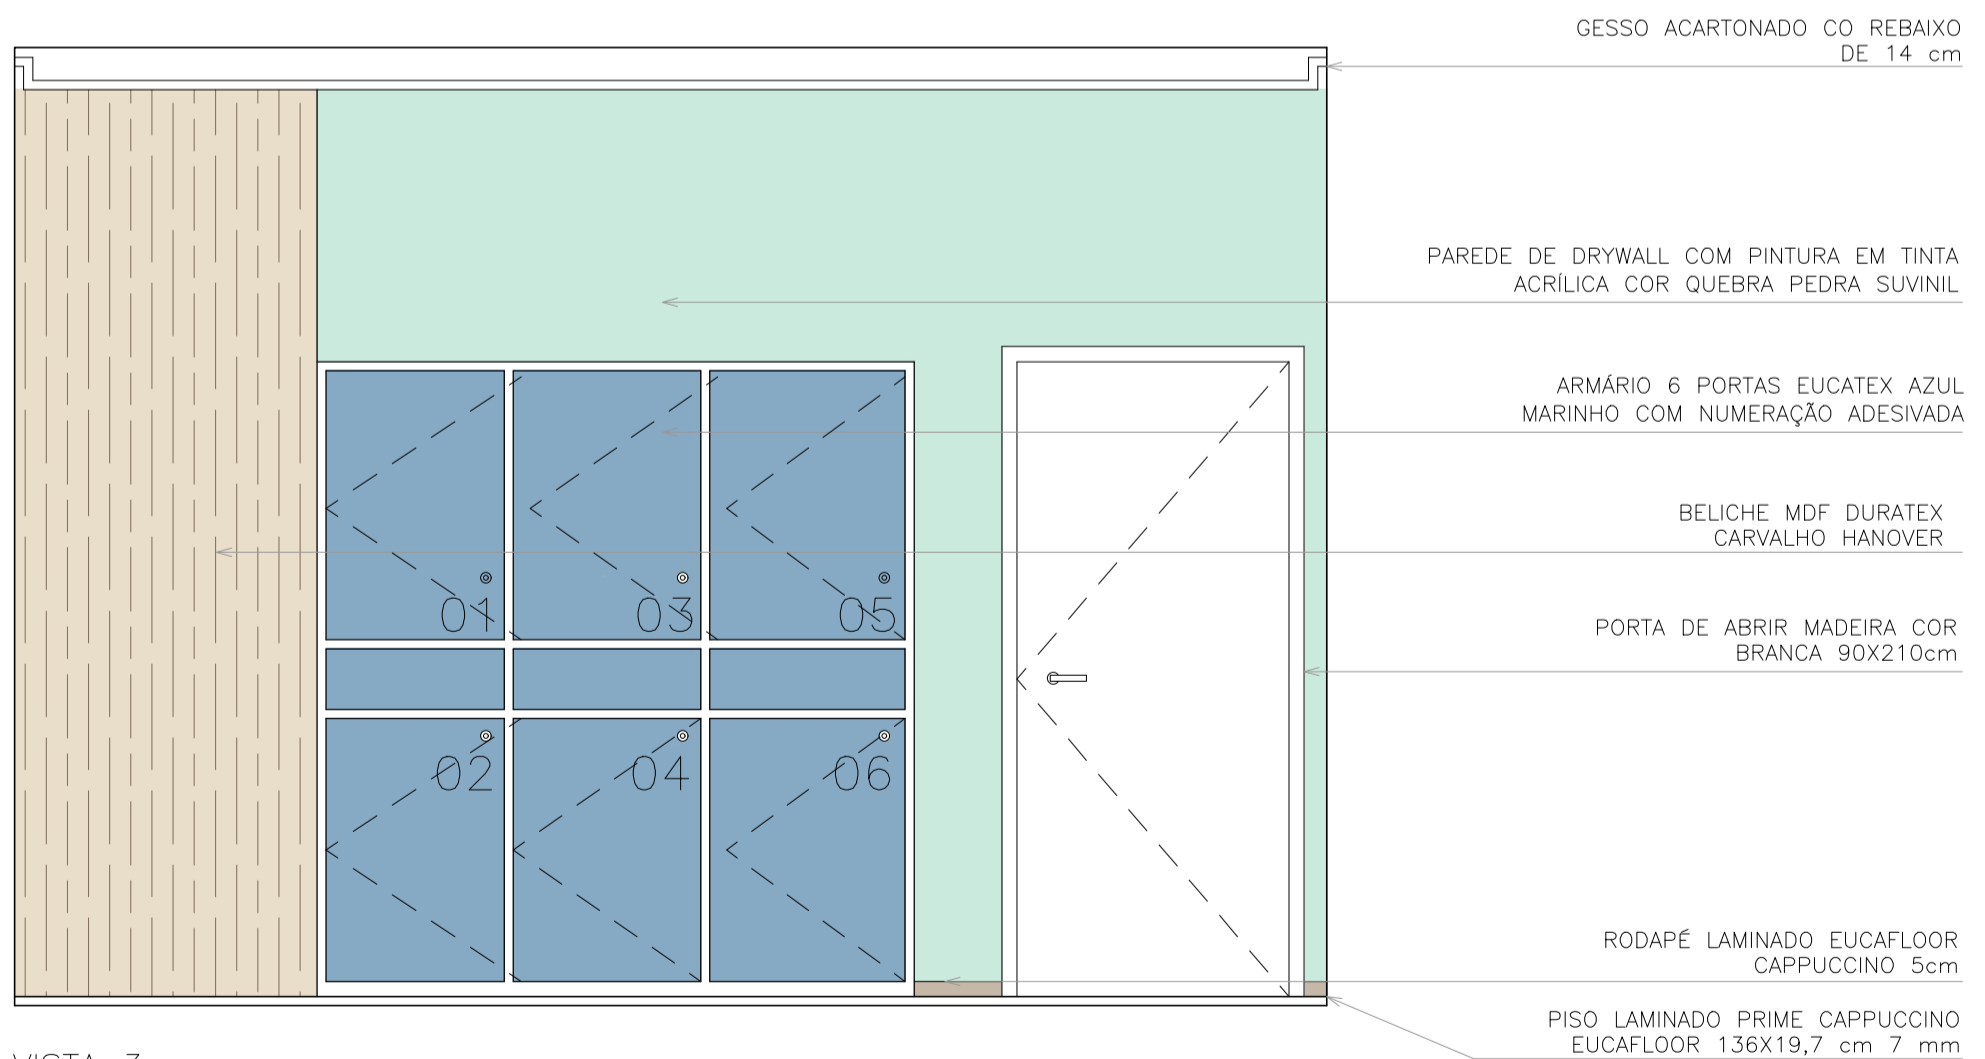 GESSO ACARTONADO CO REBAIXO
DE 14 cm
PAREDE DE DRYWALL COM PINTURA EM TINTA
ACRÍLICA COR QUEBRA PEDRA SUVINIL
ARMÁRIO 6 PORTAS EUCATEX AZUL
MARINHO COM NUMERAÇÃO ADESIVADA
BELICHE MDF DURATEX
CARVALHO HANOVER
01 03 05
PORTA DE ABRIR MADEIRA COR
BRANCA 90X210cm
02 04 06
RODAPÉ LAMINADO EUCAFLOOR
CAPPUCCINO 5cm
PISO LAMINADO PRIME CAPPUCCINO
EUCAFLOOR 136X19,7 cm 7 mm
VISTA 3